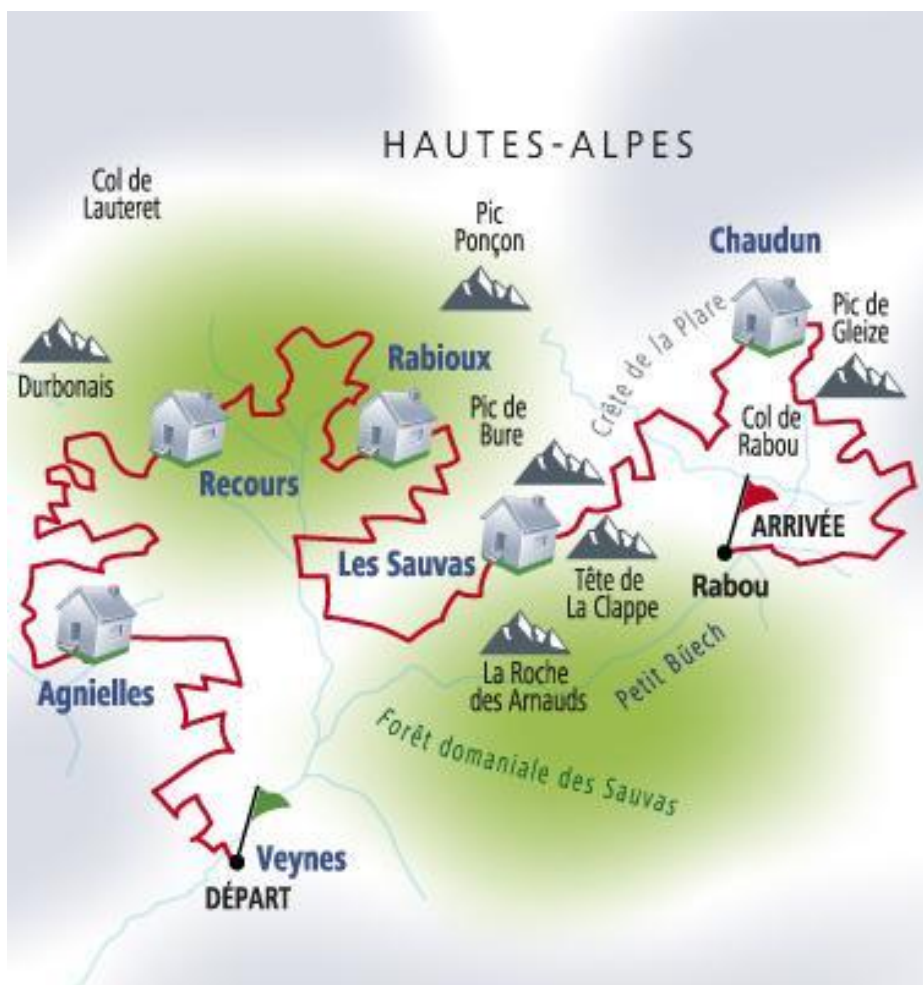 HAUTES-ALPES
Col de
Lauteret
Pic
Ponçon
Chaudun
Crête de la Plare
Pic de
Gleize
Durbonais
Rabioux
Pic de
Bure
Col de
Rabou
Recours
Les Sauvas
ARRIVÉE
Tête de
La Clappe
Rabou
Agnielles
La Roche
des Arnauds
Petit Büech
Forêt domaniale des Sauvas
Veynes
DÉPART